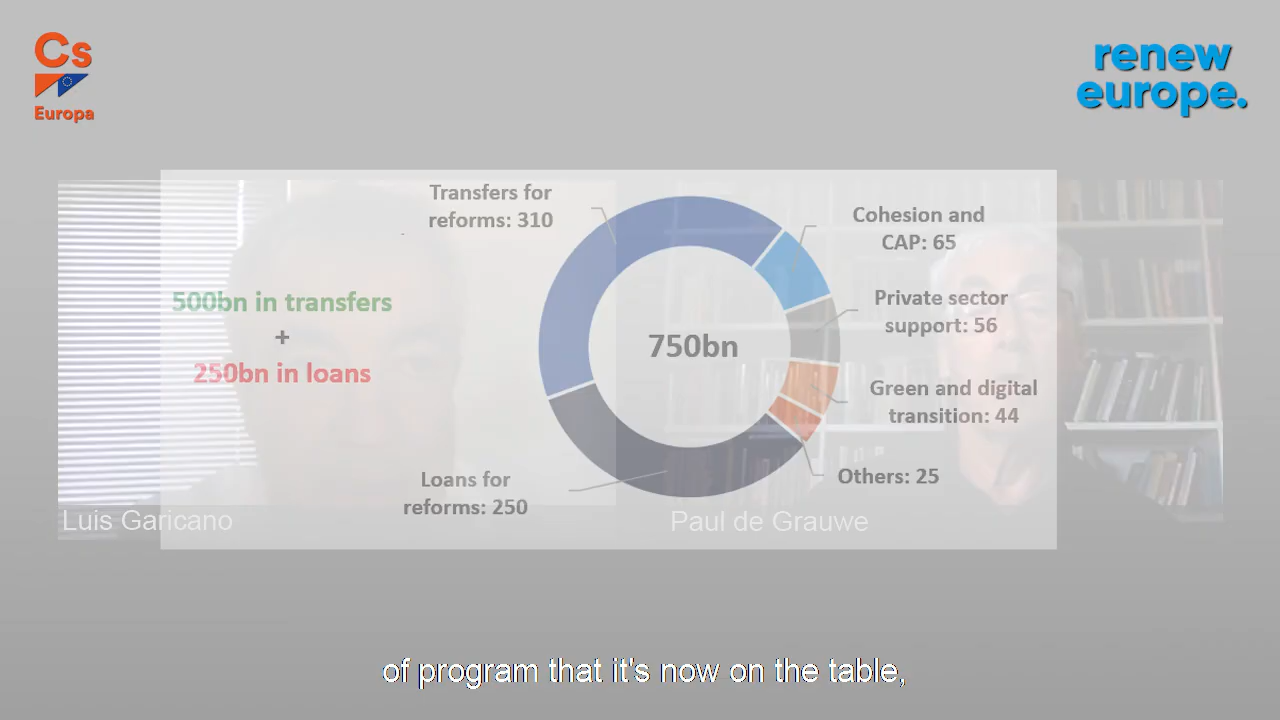 Cs
Europa
renew
europe.
Transfers for
reforms: 310
Cohesion and
CAP: 65
500bn in transfers
+
250bn in loans
750bn
Private sector
support: 56
Green and digital
transition: 44
Loans for
reforms: 250
Others: 25
Luis Garicano
Paul de Grauwe
of program that it's now on the table,